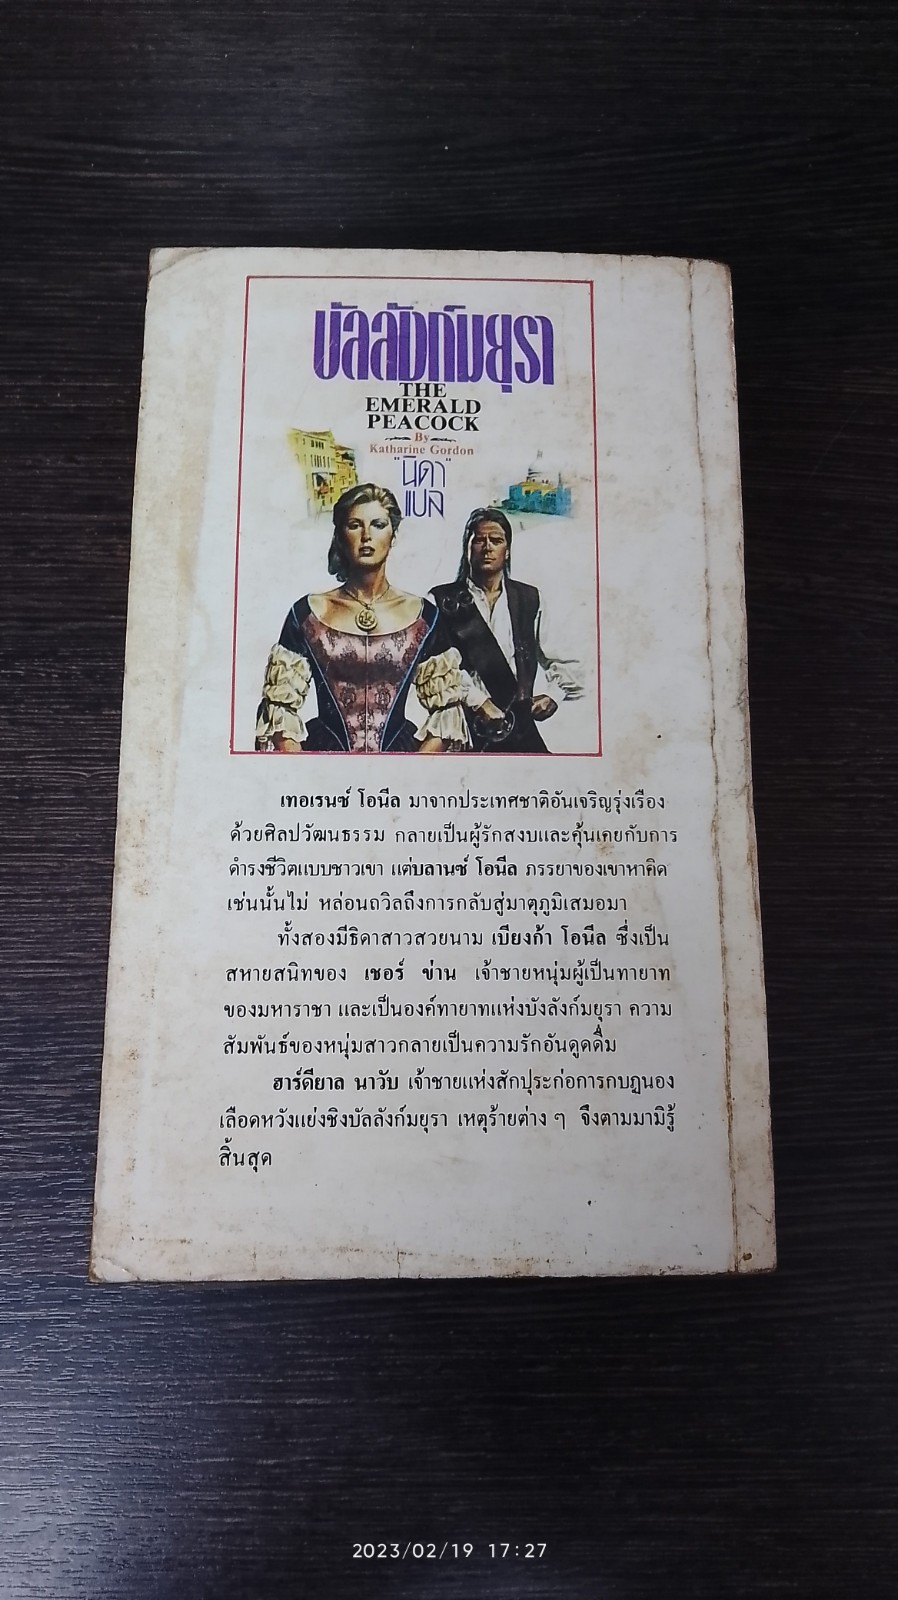 บัลลังก์มยุรา
THE
EMERALD
PEACOCK
By
Katharine Gordon
"นิดา"
แปล
เทอเรนซ์ โอนีล มาจากประเทศชาติอันเจริญรุ่งเรือง
ด้วยศิลปวัฒนธรรม กลายเป็นผู้รักสงบและคุ้นเคยกับการ
ดำรงชีวิตแบบชาวเขา แต่บลานซ์ โอนีล ภรรยาของเขาหาคิด
เช่นนั้นไม่ หล่อนถวิลถึงการกลับสู่มาตุภูมิเสมอมา
ทั้งสองมีธิดาสาวสวยนาม เบียงก้า โอนีล ซึ่งเป็น
สหายสนิทของ เชอร์ ข่าน เจ้าชายหนุ่มผู้เป็นทายาท
ของมหาราชา และเป็นองค์ทายาทแห่งบังลังก์มยุรา ความ
สัมพันธ์ของหนุ่มสาวกลายเป็นความรักอันดูดดื่ม
ฮาร์ดียาล นาวับ เจ้าชายแห่งสักปุระก่อการกบฏนอง
เลือดหวังแย่งชิงบัลลังก์มยุรา เหตุร้ายต่าง ๆ จึงตามมามิรู้
สิ้นสุด
2023/02/19 17:27